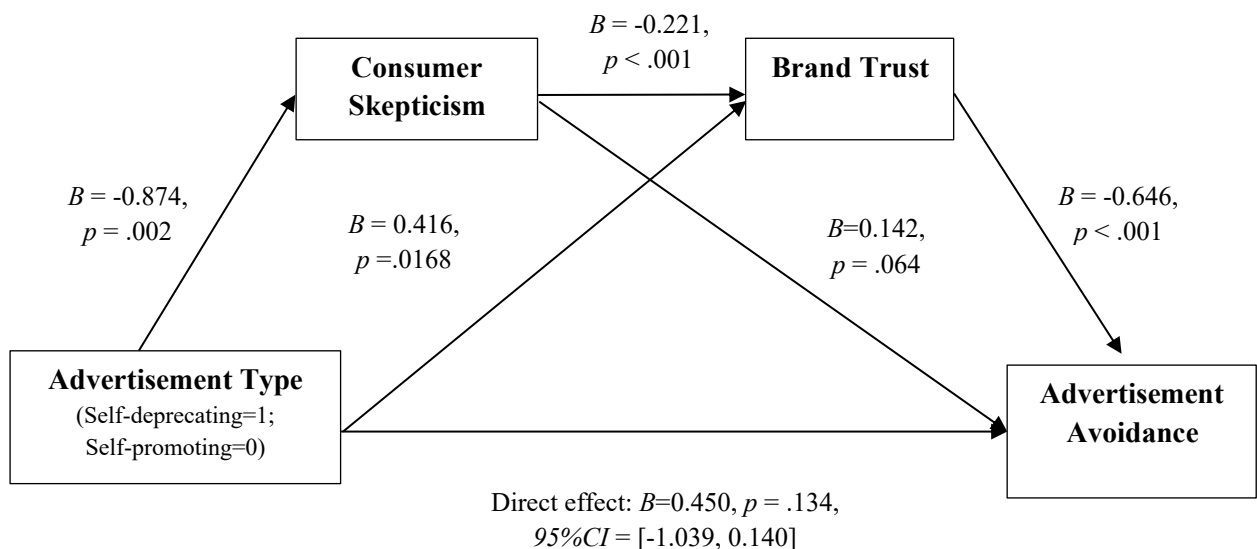 B = -0.221,
p < .001
Consumer
Skepticism
Brand Trust
B = -0.874,
p = .002
B = 0.416,
p =.0168
B=0.142,
p = .064
B = -0.646,
p < .001
Advertisement Type
(Self-deprecating=1;
Self-promoting=0)
Advertisement
Avoidance
Direct effect: B=0.450, p = .134,
95%CI = [-1.039, 0.140]